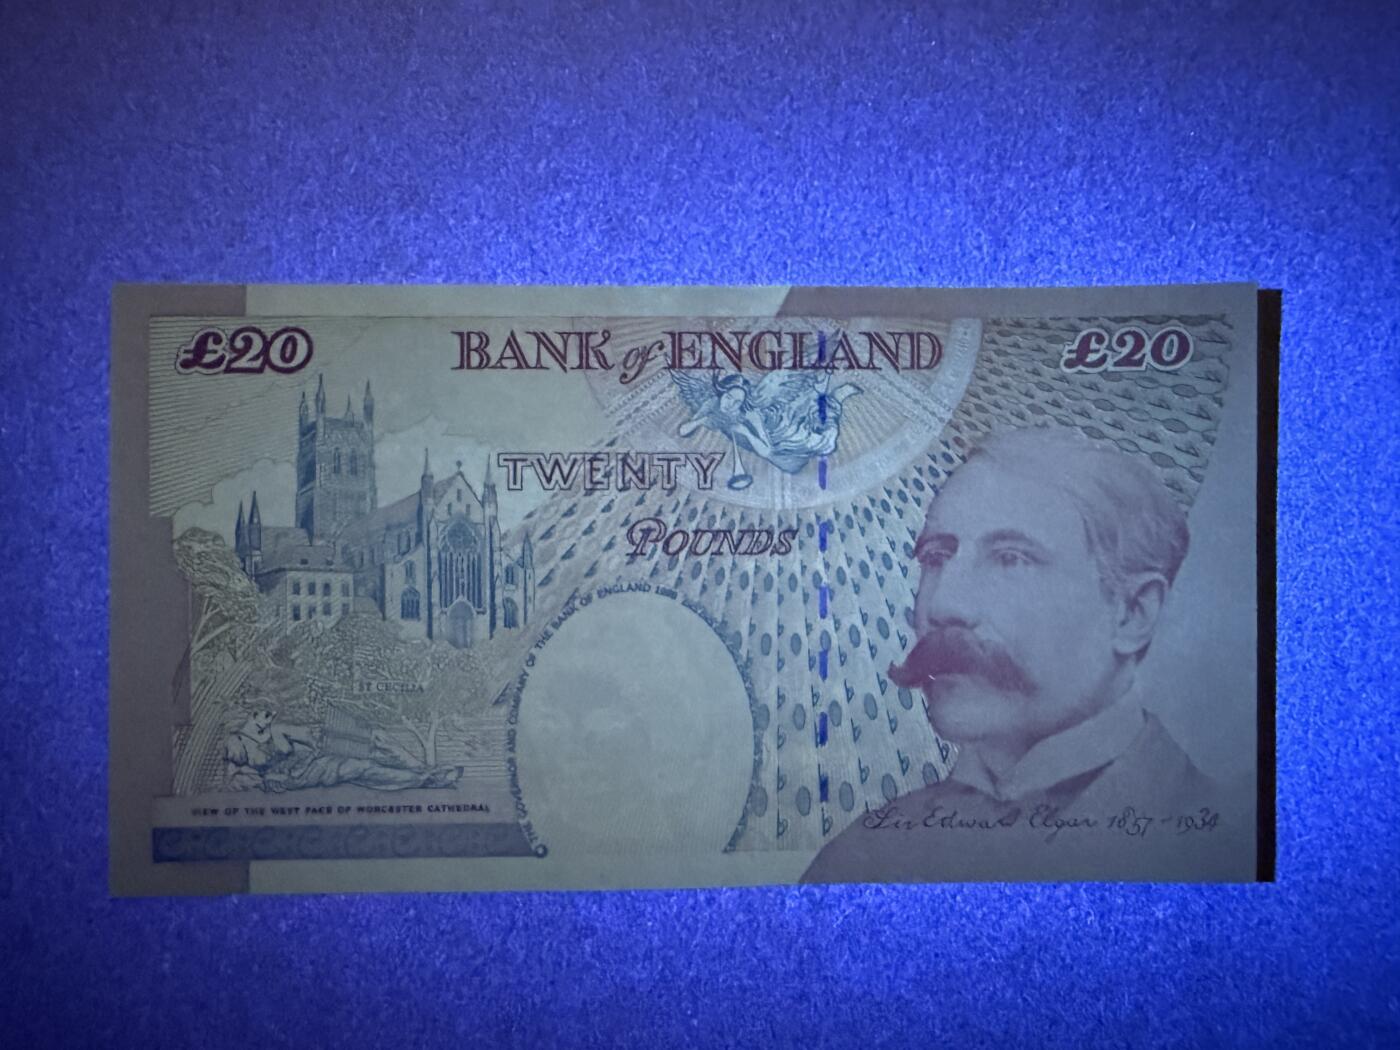 £20 BANK of ENGLAND £20
TWENTY
POUNDS
THE GOVERNOR AND COMPANY OF THE BANK OF ENGLAND 1999
ST CECILIA
VIEW OF THE WEST FACE OF WORCESTER CATHEDRAL
Sir Edward Elgar 1857 - 1934